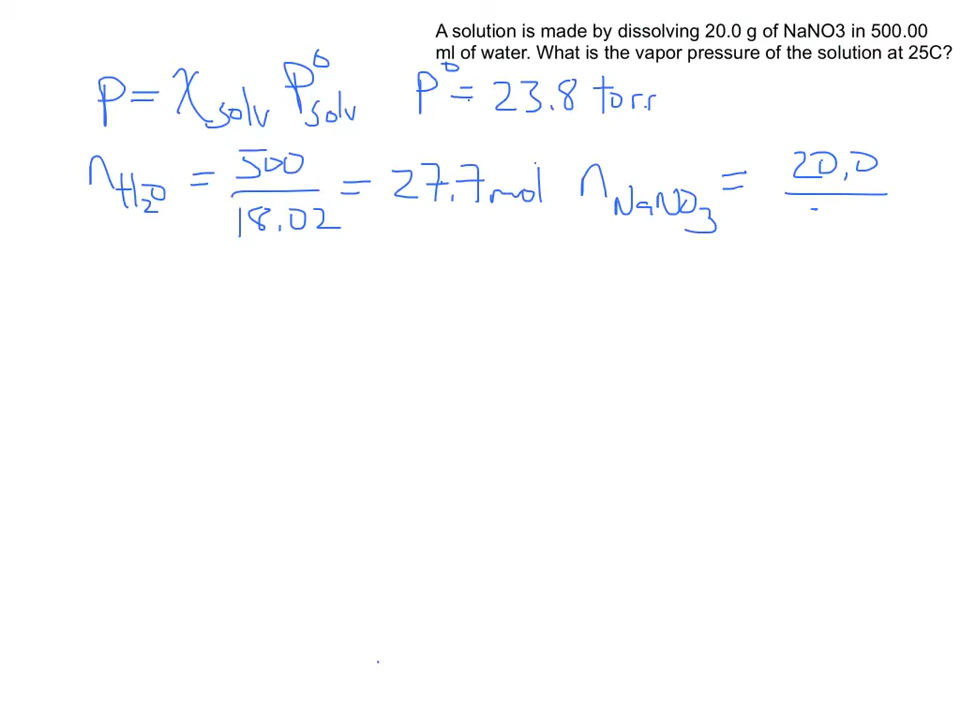 A solution is made by dissolving 20.0 g of NaNO3 in 500.00
ml of water. What is the vapor pressure of the solution at 25C?
P = χsolv P°solv P° = 23.8 torr
nH₂O = 500/18.02 = 27.7 mol nNaNO₃ = 20.0